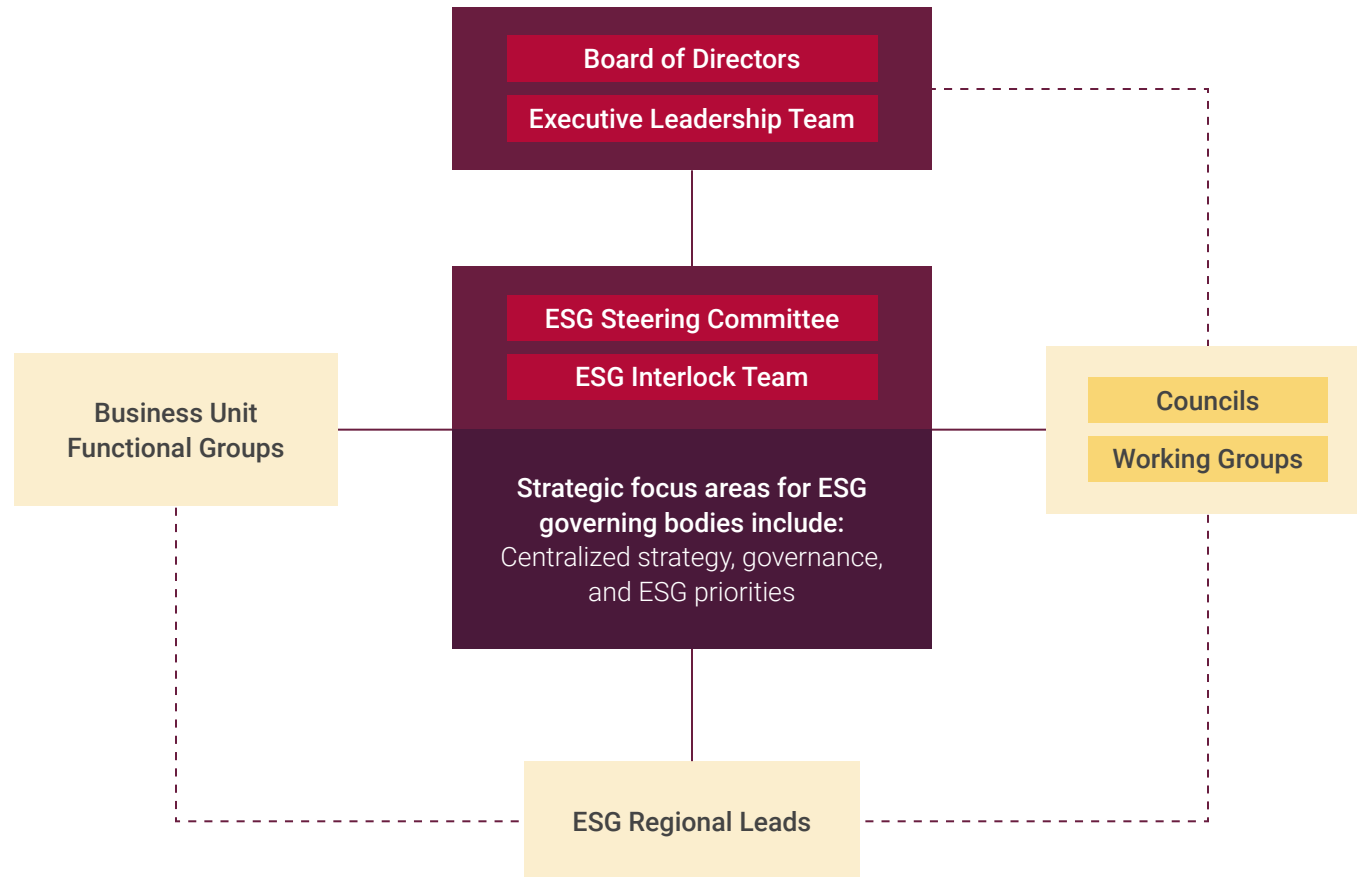 Board of Directors
Executive Leadership Team
ESG Steering Committee
ESG Interlock Team
Business Unit
Functional Groups
Councils
Working Groups
Strategic focus areas for ESG
governing bodies include:
Centralized strategy, governance,
and ESG priorities
ESG Regional Leads